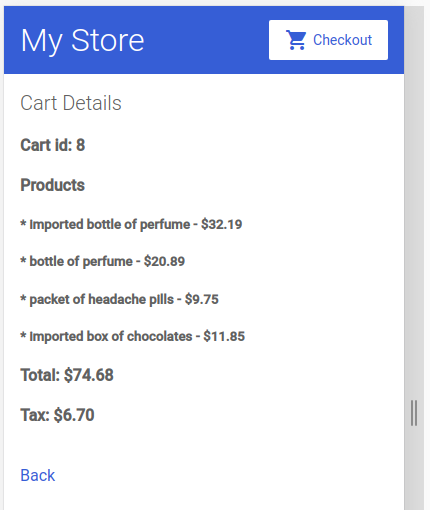 My Store
Checkout
Cart Details
Cart id: 8
Products
* Imported bottle of perfume - $32.19
* bottle of perfume - $20.89
* packet of headache pills - $9.75
* Imported box of chocolates - $11.85
Total: $74.68
Tax: $6.70
Back